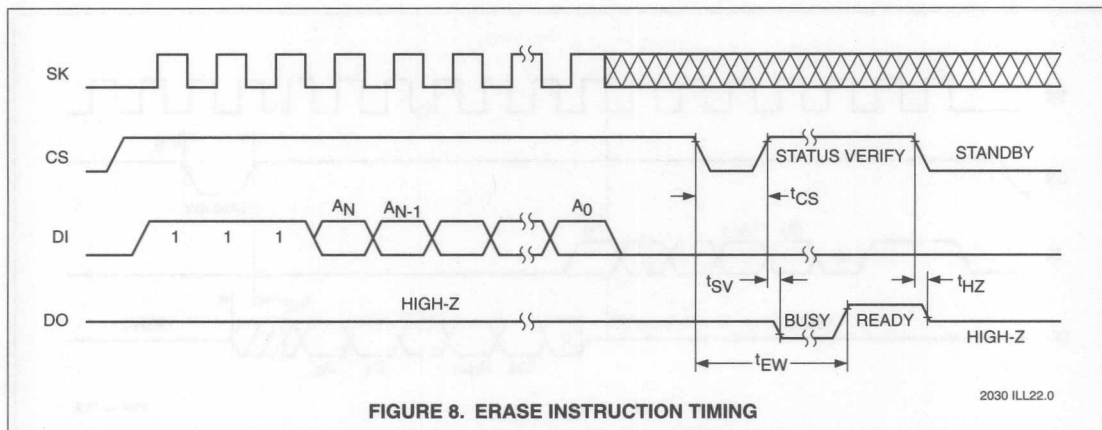 SK
CS
STATUS VERIFY
STANDBY
tCS
AN
AN-1
A0
DI
1 1 1
tSV
tHZ
HIGH-Z
DO
BUSY
READY
HIGH-Z
tEW
2030 ILL22.0
FIGURE 8. ERASE INSTRUCTION TIMING